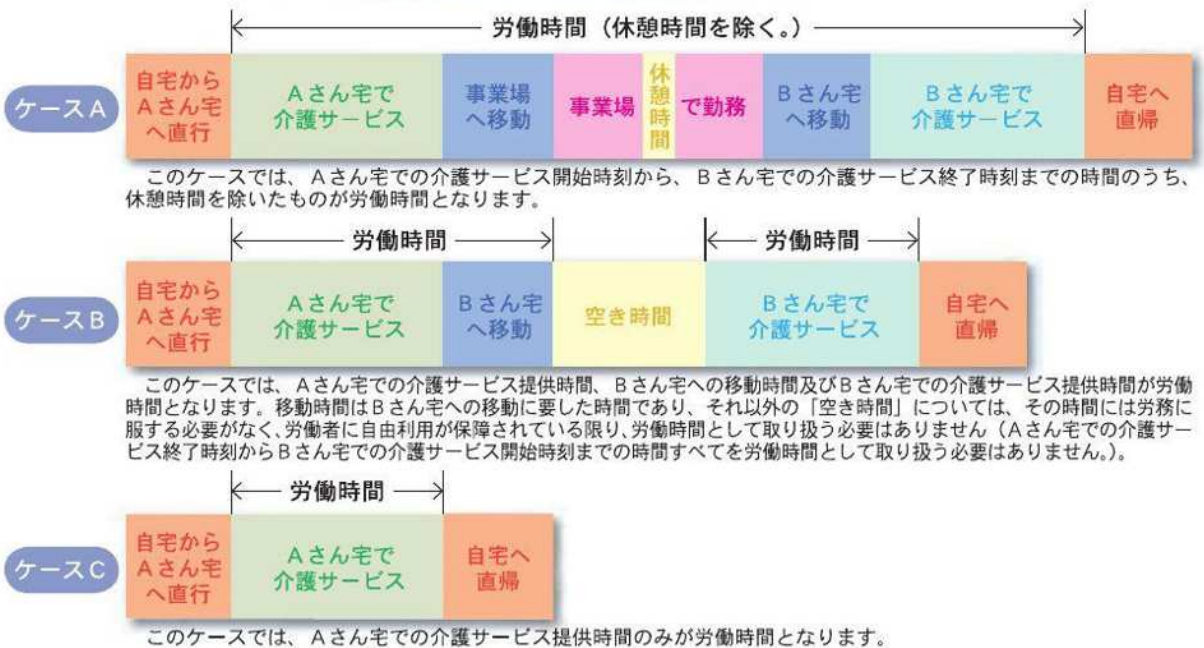 労働時間（休憩時間を除く。）
ケースA
自宅から
Aさん宅
へ直行
Aさん宅で
介護サービス
事業場
へ移動
事業場
休憩時間
で勤務
Bさん宅
へ移動
Bさん宅で
介護サービス
自宅へ
直帰
このケースでは、Aさん宅での介護サービス開始時刻から、Bさん宅での介護サービス終了時刻までの時間のうち、
休憩時間を除いたものが労働時間となります。
労働時間
労働時間
ケースB
自宅から
Aさん宅
へ直行
Aさん宅で
介護サービス
Bさん宅
へ移動
空き時間
Bさん宅で
介護サービス
自宅へ
直帰
このケースでは、Aさん宅での介護サービス提供時間、Bさん宅への移動時間及びBさん宅での介護サービス提供時間が労働
時間となります。移動時間はBさん宅への移動に要した時間であり、それ以外の「空き時間」については、その時間には労務に
服する必要がなく、労働者に自由利用が保障されている限り、労働時間として取り扱う必要はありません（Aさん宅での介護サー
ビス終了時刻からBさん宅での介護サービス開始時刻までの時間すべてを労働時間として取り扱う必要はありません。）。
労働時間
ケースC
自宅から
Aさん宅
へ直行
Aさん宅で
介護サービス
自宅へ
直帰
このケースでは、Aさん宅での介護サービス提供時間のみが労働時間となります。